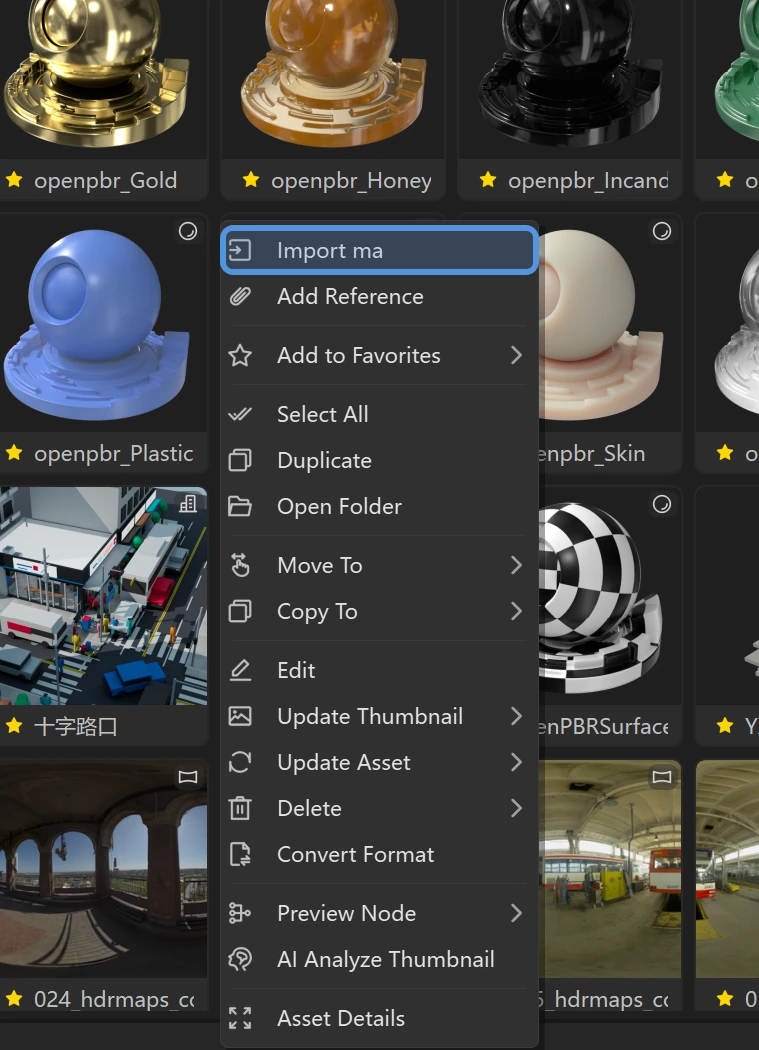 openpbr_Gold
openpbr_Honey
openpbr_Incand
Import ma
Add Reference
Add to Favorites
Select All
Duplicate
Open Folder
Move To
Copy To
Edit
Update Thumbnail
Update Asset
Delete
Convert Format
Preview Node
AI Analyze Thumbnail
Asset Details
openpbr_Plastic
enpbr_Skin
十字路口
enPBRSurface
024_hdrmaps_cc
_hdrmaps_cc